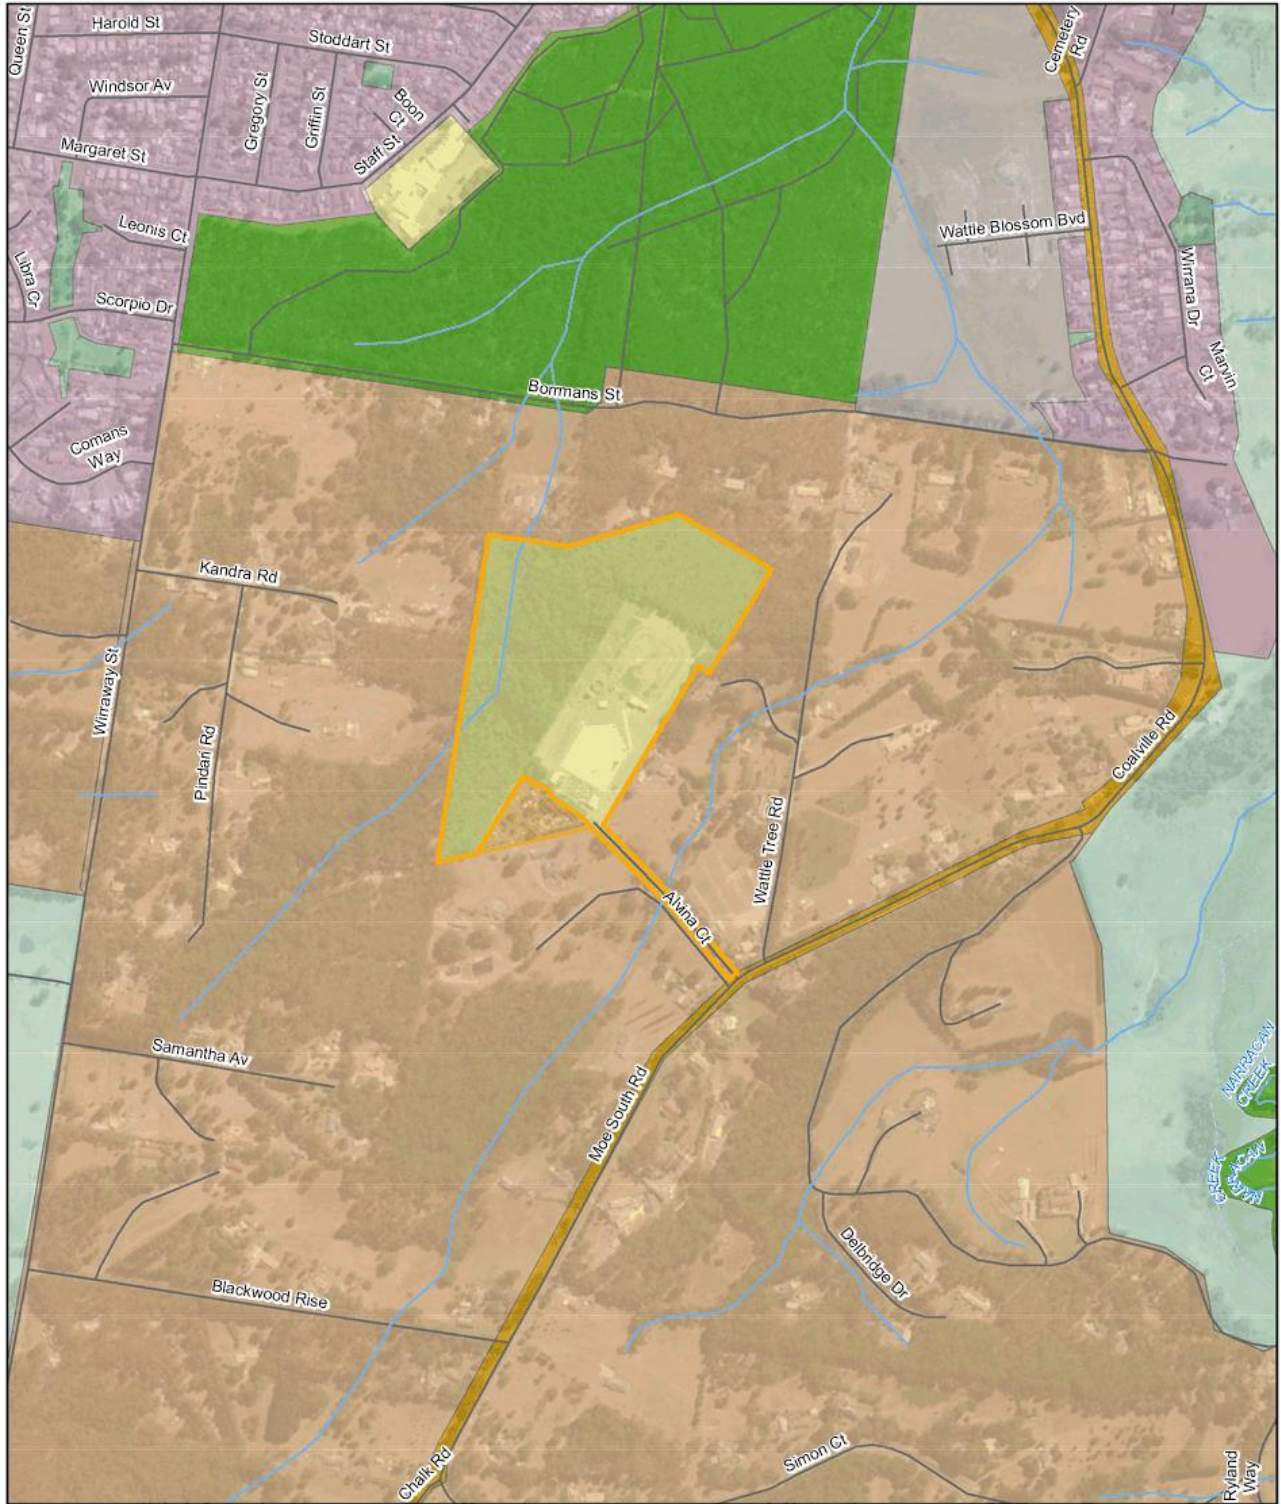 Queen St
Harold St
Stoddart St
Cemetery
Rd
Windsor Av
Gregory St
Griffin St
Boon
Ct
Staff St
Margaret St
Leonis Ct
Wattle Blossom Bvd
Libra Cr
Scorpio Dr
Wirrana Dr
Marvin
Ct
Borrmans St
Comans
Way
Kandra Rd
Wirraway St
Pindari Rd
Coalville Rd
Wattle Tree Rd
Alvina Ct
Samantha Av
Moe South Rd
NARRACAN
CREEK
CREEK
NARRACAN
Delbridge Dr
Blackwood Rise
Simon Ct
Chalk Rd
Ryland
Way